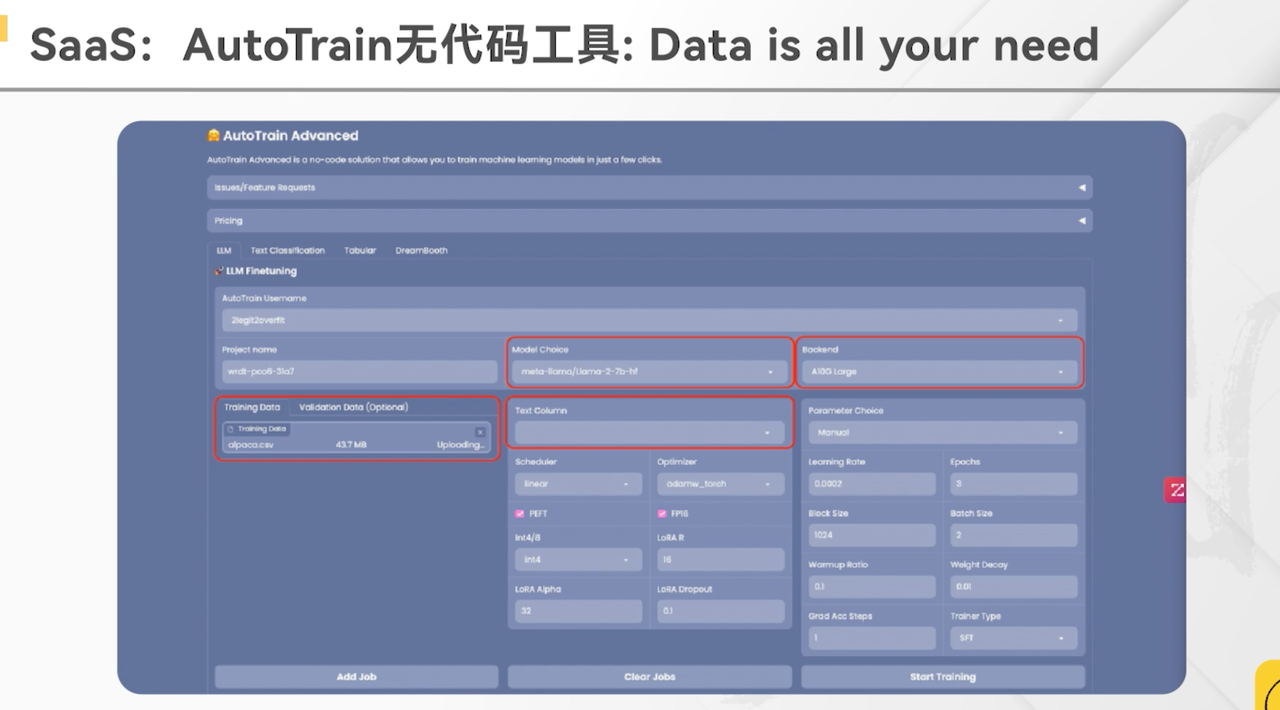 SaaS：AutoTrain无代码工具: Data is all your need
🤗 AutoTrain Advanced
AutoTrain Advanced is a no-code solution that allows you to train machine learning models in just a few clicks.
Issues/Feature Requests
Pricing
LLM Text Classification Tabular DreamBooth
🚀 LLM Finetuning
AutoTrain Username
2legit2overfit
Project name
wrdt-pco6-31a7
Model Choice
meta-llama/Llama-2-7b-hf
Backend
A10G Large
Training Data Validation Data (Optional)
Training Data
alpaca.csv 43.7 MB Uploading...
Text Column
Scheduler Optimizer
linear adamw_torch
PEFT FP16
Int4/8 LoRA R
int4 16
LoRA Alpha LoRA Dropout
32 0.1
Parameter Choice
Manual
Learning Rate Epochs
0.0002 3
Block Size Batch Size
1024 2
Warmup Ratio Weight Decay
0.1 0.01
Grad Acc Steps Trainer Type
1 SFT
Add Job Clear Jobs Start Training